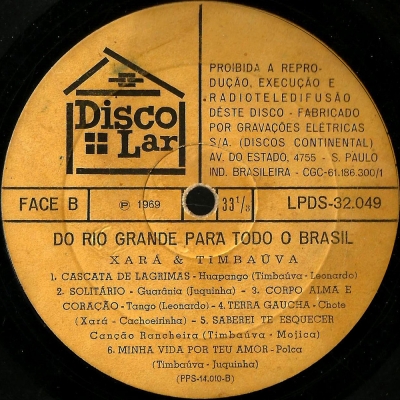 Disco
Lar
PROIBIDA A REPRO-
DUÇÃO, EXECUÇÃO E
RADIOTELEDIFUSÃO
DÊSTE DISCO - FABRICADO
POR GRAVAÇÕES ELÉTRICAS
S/A. (DISCOS CONTINENTAL)
AV. DO ESTADO, 4755 - S. PAULO
IND. BRASILEIRA - CGC-61.186.300/1
FACE B
℗ 1969
33 1/3
LPDS-32.049
DO RIO GRANDE PARA TODO O BRASIL
XARÁ & TIMBAÚVA
1. CASCATA DE LAGRIMAS - Huapango (Timbaúva - Leonardo)
2. SOLITÁRIO - Guarânia (Juquinha) - 3. CORPO ALMA E
CORAÇÃO - Tango (Leonardo) - 4. TERRA GAUCHA - Chote
(Xará - Cachoeirinha) - 5. SABEREI TE ESQUECER
Canção Rancheira (Timbaúva - Mojica)
6. MINHA VIDA POR TEU AMOR - Polca
(Timbaúva - Juquinha)
(PPS-14.010-B)